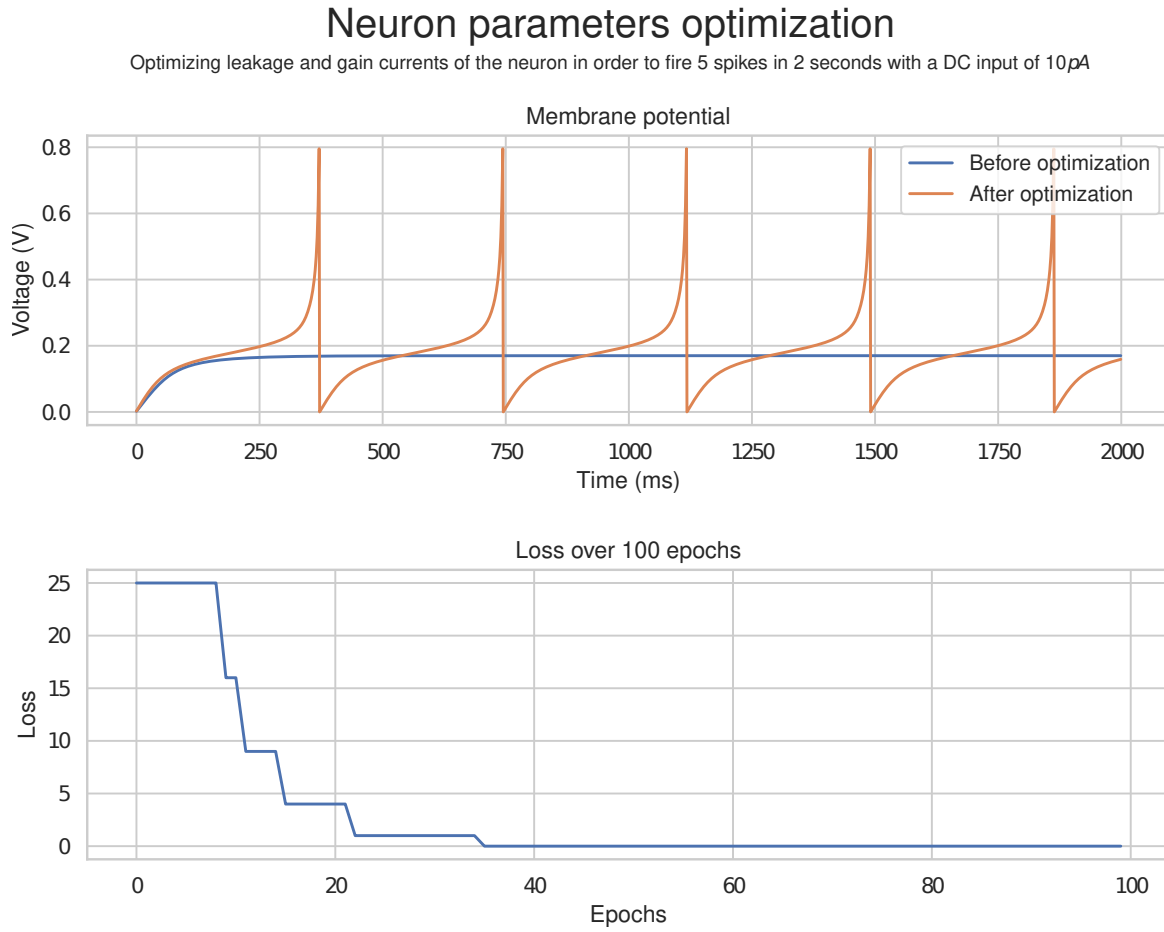 Neuron parameters optimization
Optimizing leakage and gain currents of the neuron in order to fire 5 spikes in 2 seconds with a DC input of 10pA
Membrane potential
0.8
0.6
0.4
0.2
0.0
Voltage (V)
Before optimization
After optimization
0 250 500 750 1000 1250 1500 1750 2000
Time (ms)
Loss over 100 epochs
25
20
15
10
5
0
Loss
0 20 40 60 80 100
Epochs